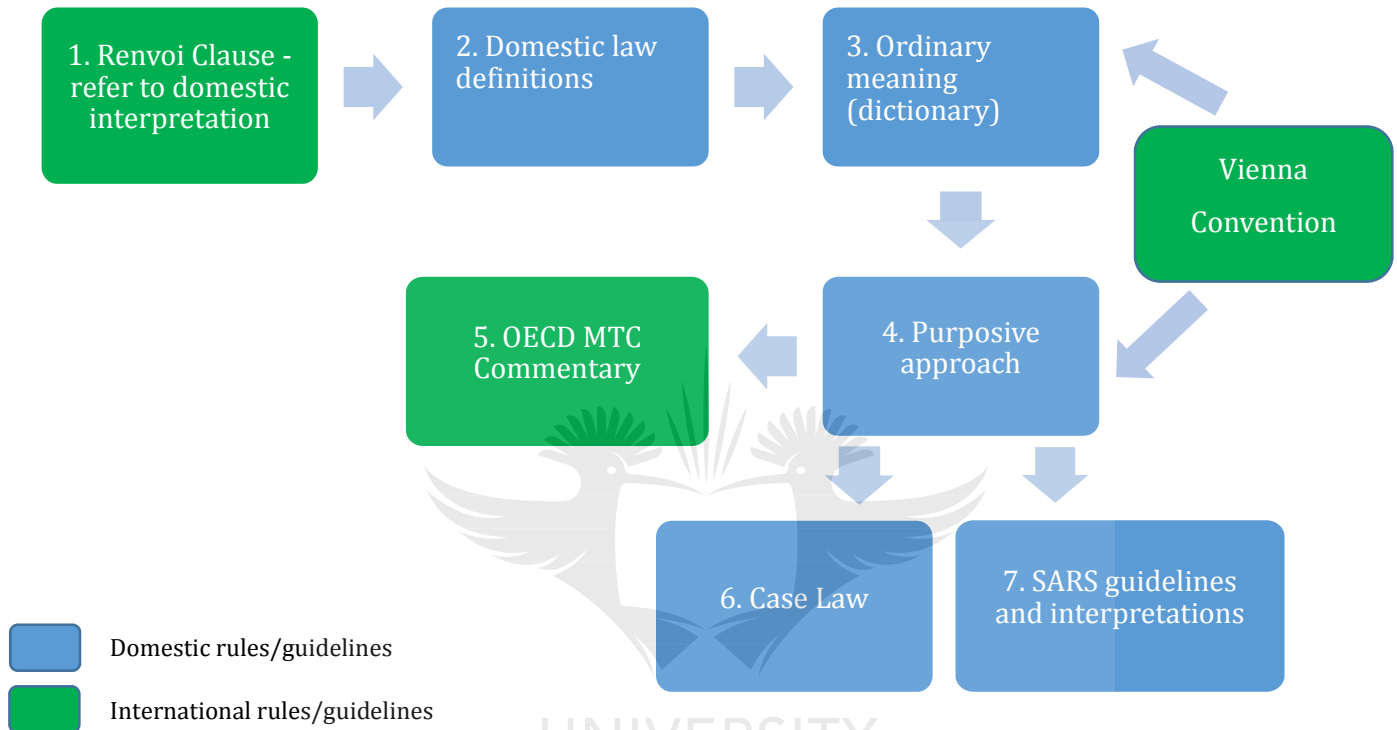 1. Renvoi Clause -
refer to domestic
interpretation
2. Domestic law
definitions
3. Ordinary
meaning
(dictionary)
Vienna
Convention
4. Purposive
approach
5. OECD MTC
Commentary
6. Case Law
7. SARS guidelines
and interpretations
Domestic rules/guidelines
International rules/guidelines
UNIVERSITY